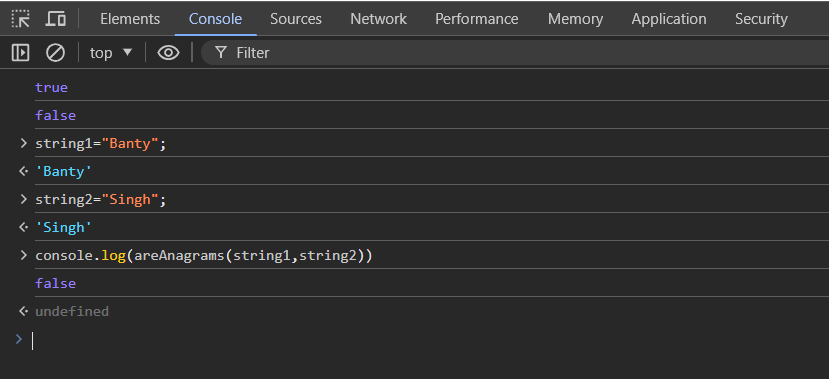 Elements Console Sources Network Performance Memory Application Security
top Filter
true
false
string1="Banty";
'Banty'
string2="Singh";
'Singh'
console.log(areAnagrams(string1,string2))
false
undefined